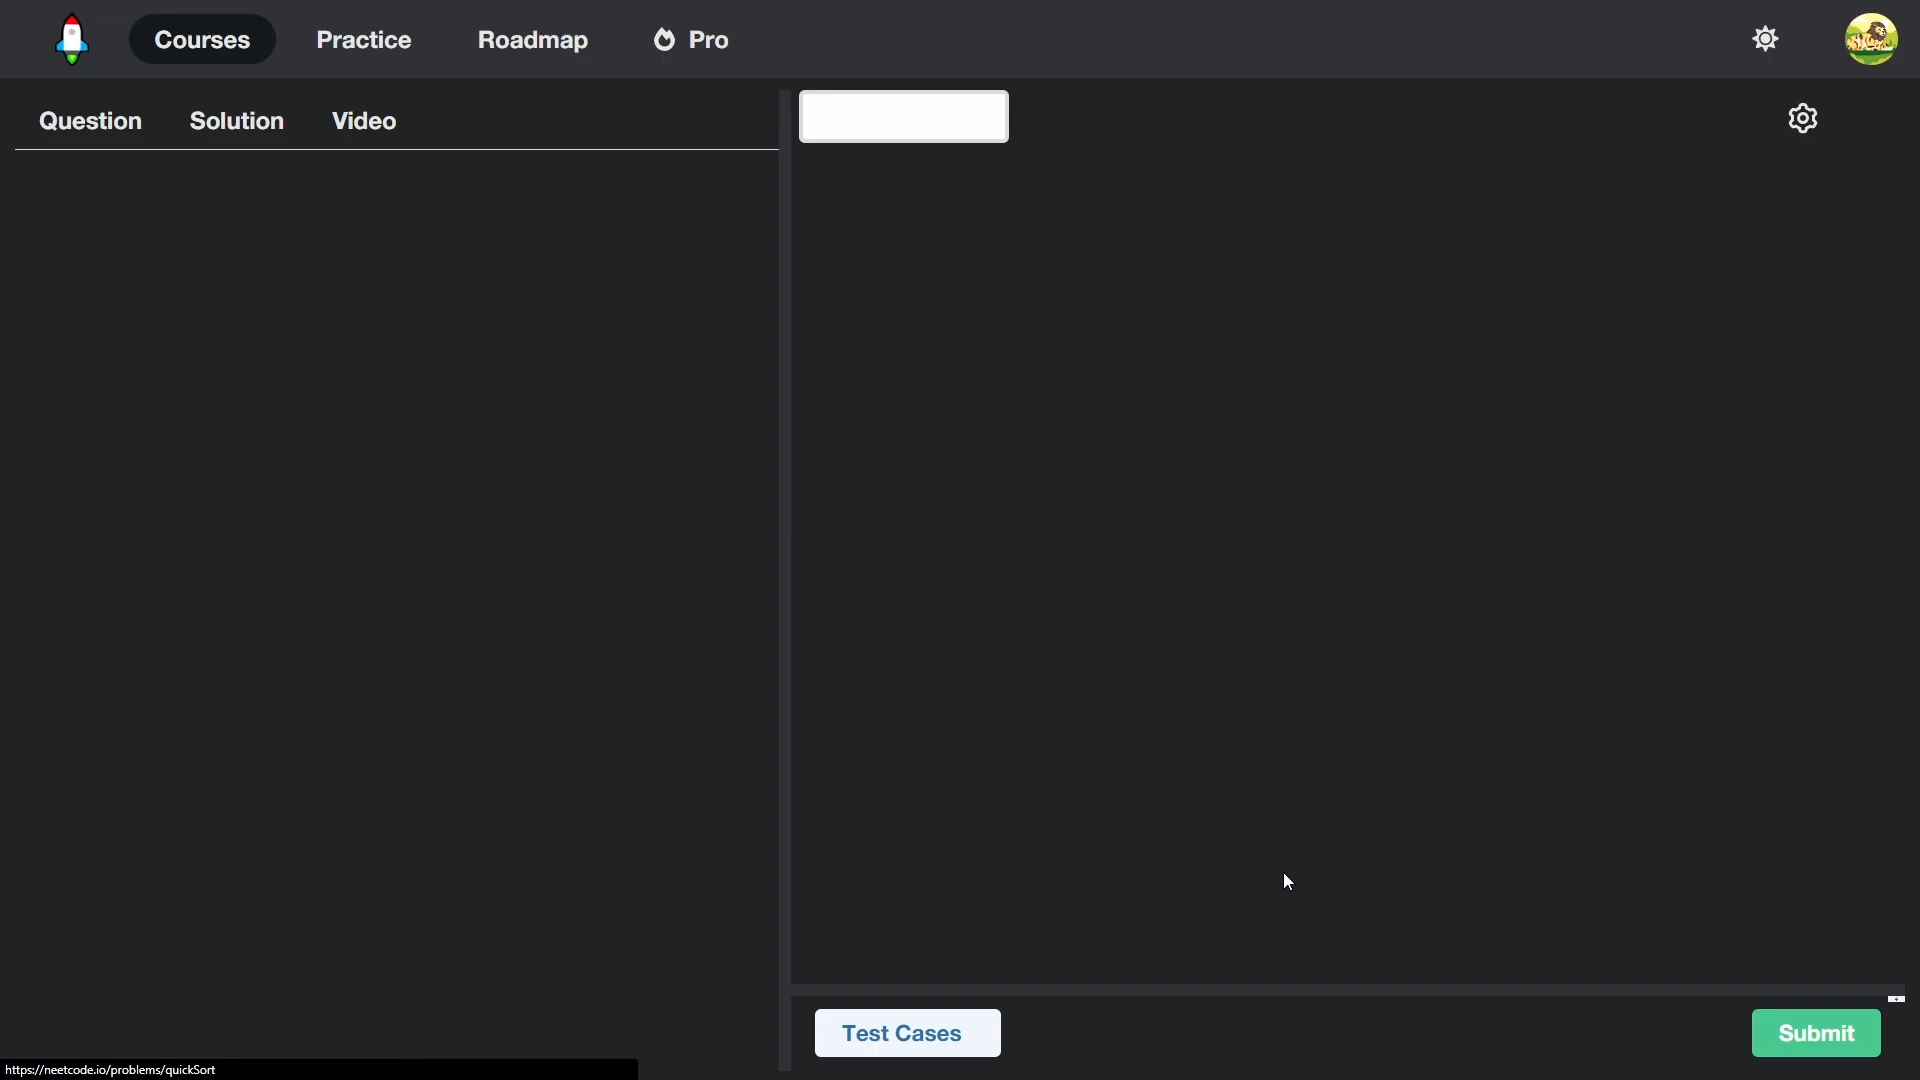 Courses Practice Roadmap Pro
Question Solution Video
Test Cases
Submit
https://neetcode.io/problems/quickSort